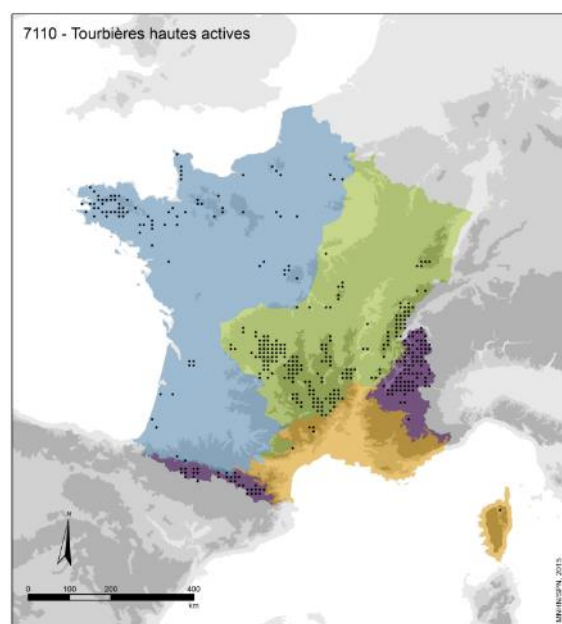 7110 - Tourbières hautes actives
N
0 100 200 400
km
MNHN/SPN, 2015